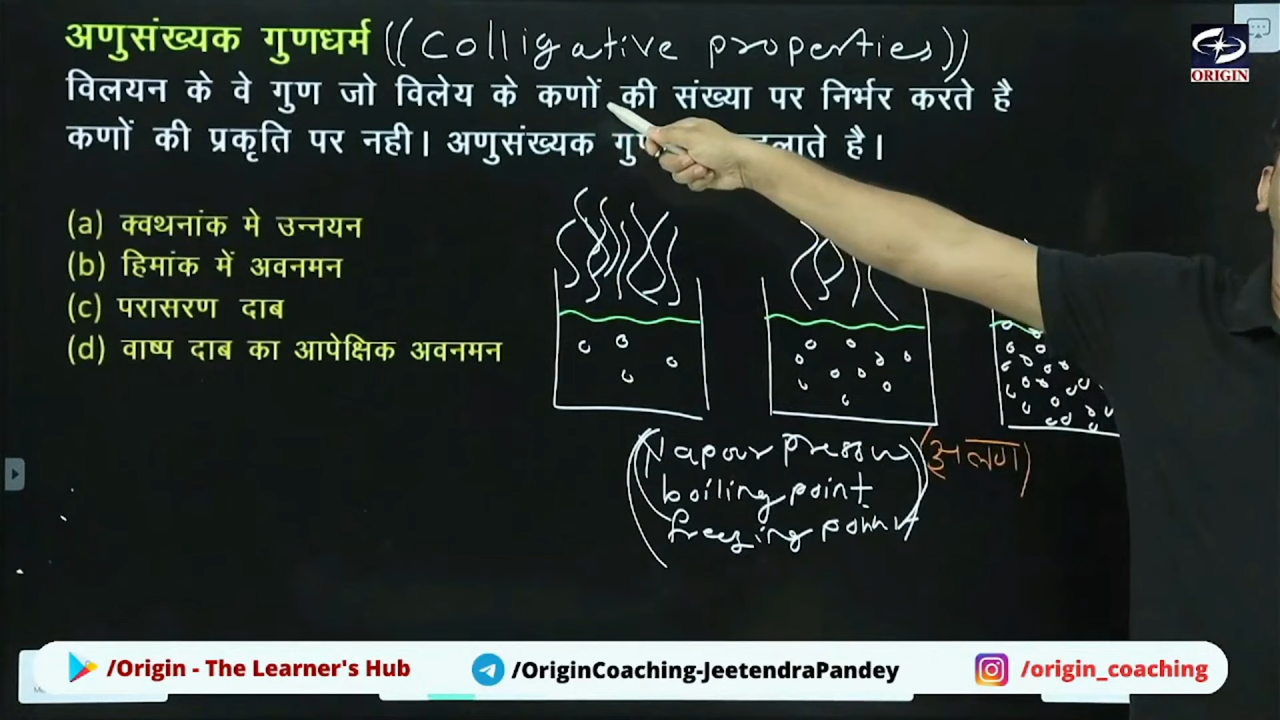 अणुसंख्यक गुणधर्म ((Colligative properties))
ORIGIN
विलयन के वे गुण जो विलेय के कणों की संख्या पर निर्भर करते है
कणों की प्रकृति पर नही। अणुसंख्यक है।
(a) क्वथनांक मे उन्नयन
(b) हिमांक में अवनमन
(c) परासरण दाब
(d) वाष्प दाब का आपेक्षिक अवनमन
(Vapour pressu) (अलग)
boiling point
freezing point
/Origin - The Learner's Hub
/OriginCoaching-JeetendraPandey
/origin_coaching